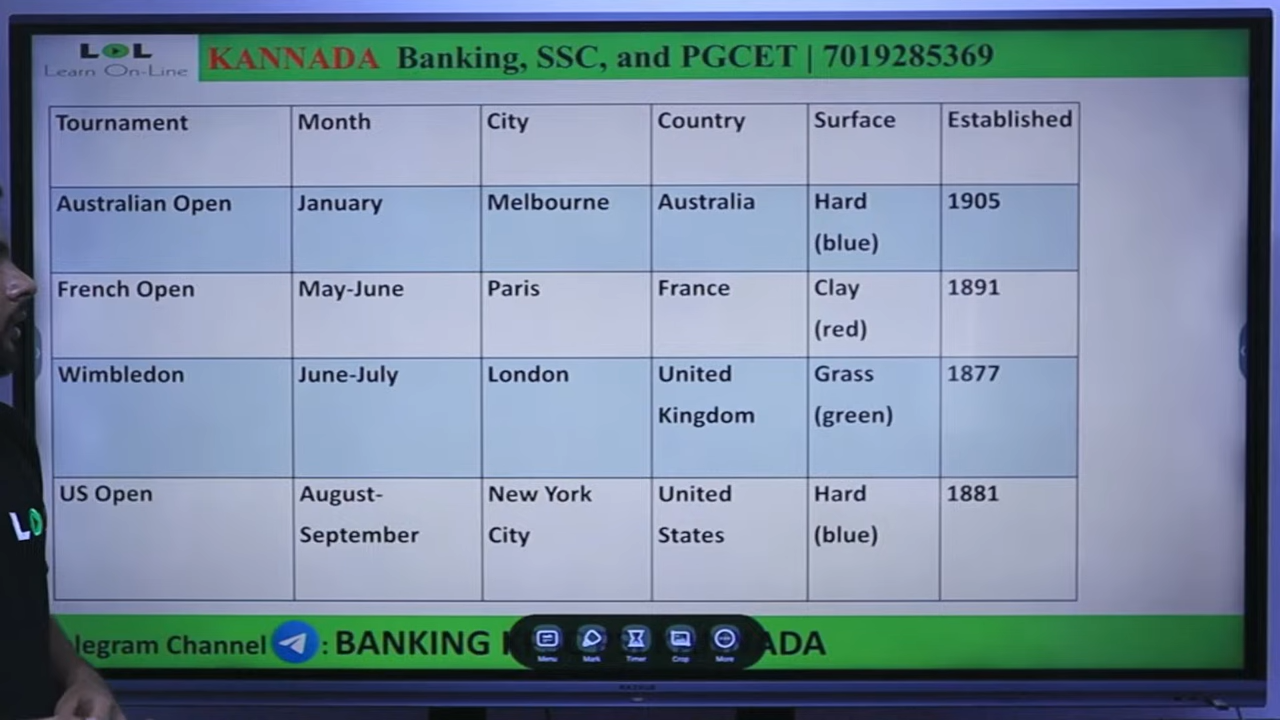 LOL
Learn On-Line
KANNADA Banking, SSC, and PGCET | 7019285369
Tournament Month City Country Surface Established
Australian Open January Melbourne Australia Hard (blue) 1905
French Open May-June Paris France Clay (red) 1891
Wimbledon June-July London United Kingdom Grass (green) 1877
US Open August-September New York City United States Hard (blue) 1881
Channel : BANKING
Menu Mark Timer Crop More
LO